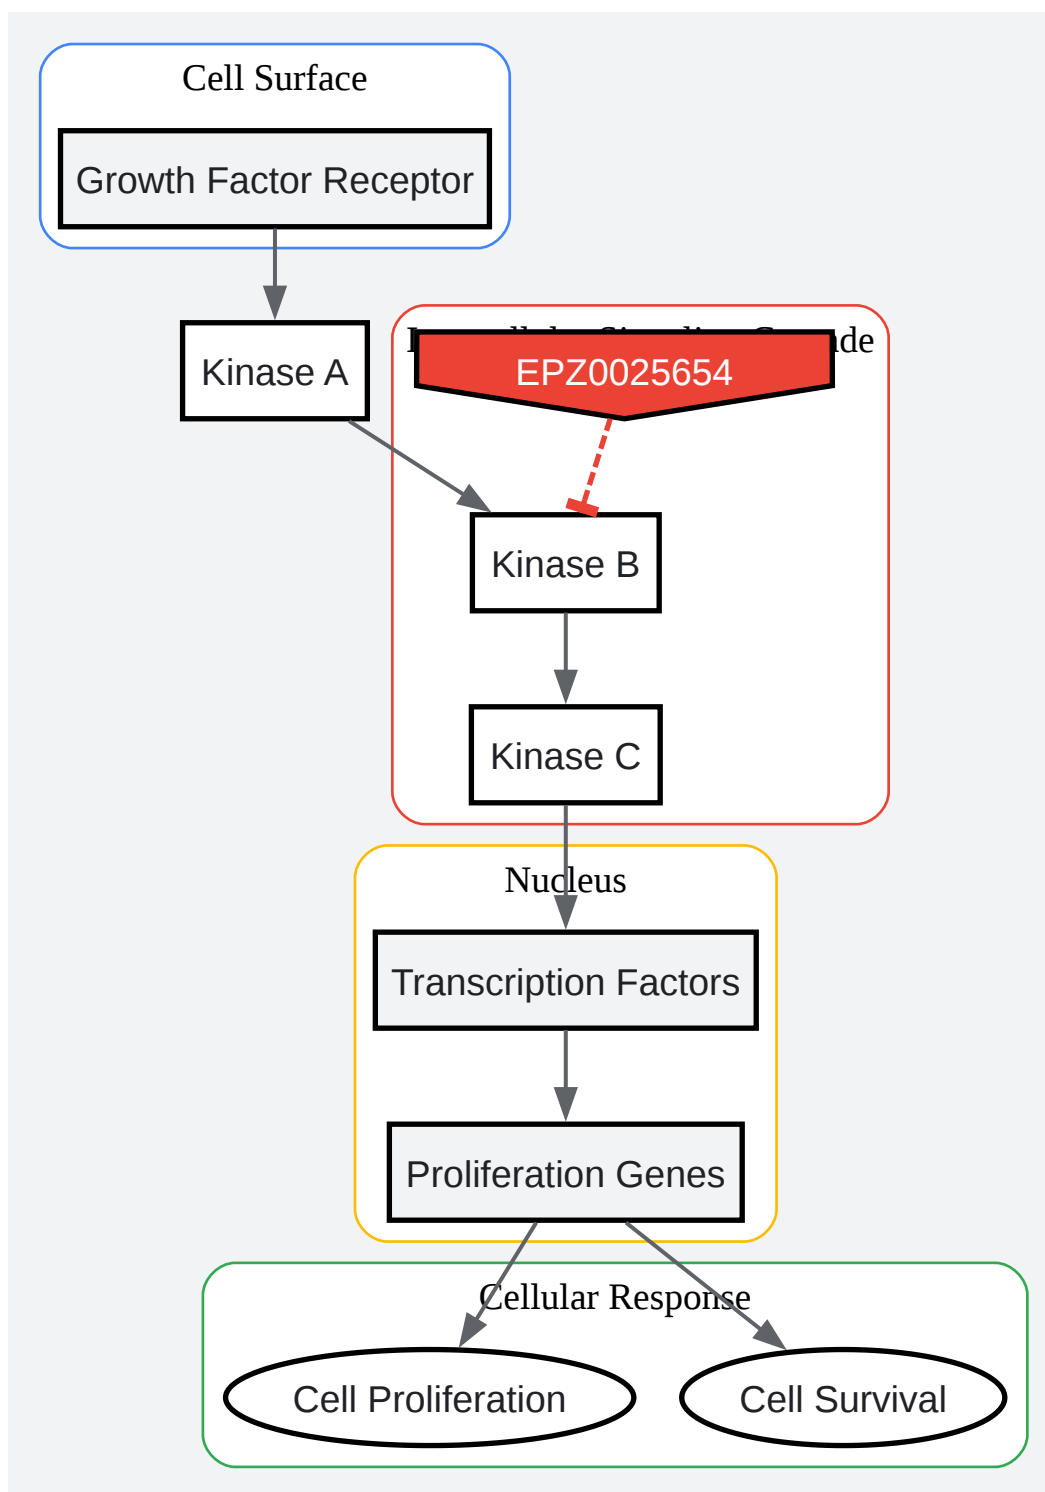 Cell Surface
Growth Factor Receptor
Kinase A
EPZ0025654
Kinase B
Kinase C
Nucleus
Transcription Factors
Proliferation Genes
Cellular Response
Cell Proliferation
Cell Survival